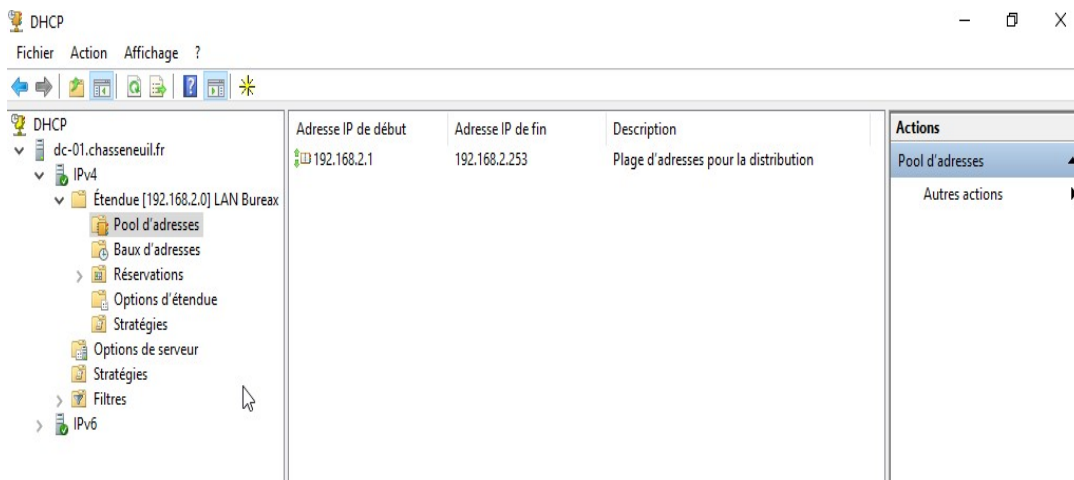 DHCP
Fichier Action Affichage ?
DHCP
dc-01.chasseneuil.fr
IPv4
Étendue [192.168.2.0] LAN Bureax
Pool d'adresses
Baux d'adresses
Réservations
Options d'étendue
Stratégies
Options de serveur
Stratégies
Filtres
IPv6
Adresse IP de début Adresse IP de fin Description
192.168.2.1 192.168.2.253 Plage d'adresses pour la distribution
Actions
Pool d'adresses
Autres actions